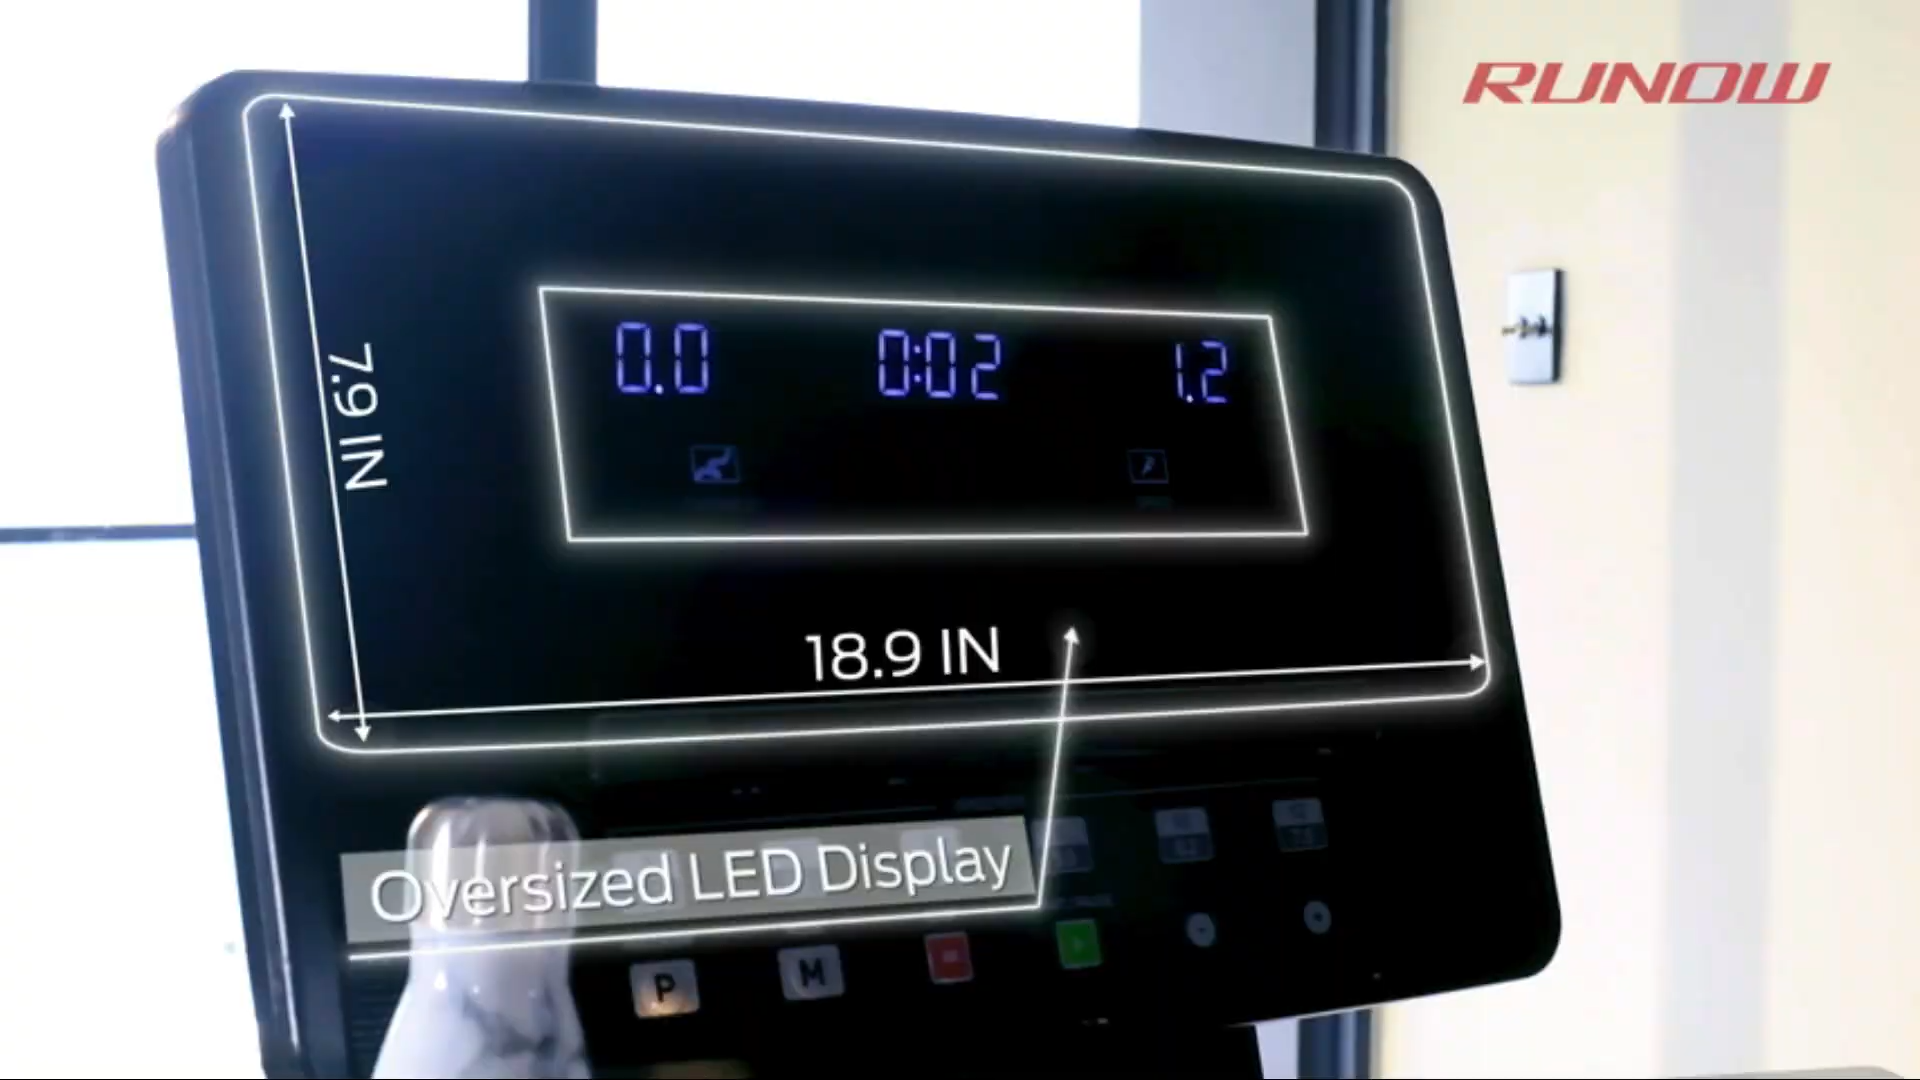 RUNOW
0.0 0:02 1.2
7.9 IN
18.9 IN
Oversized LED Display
P M